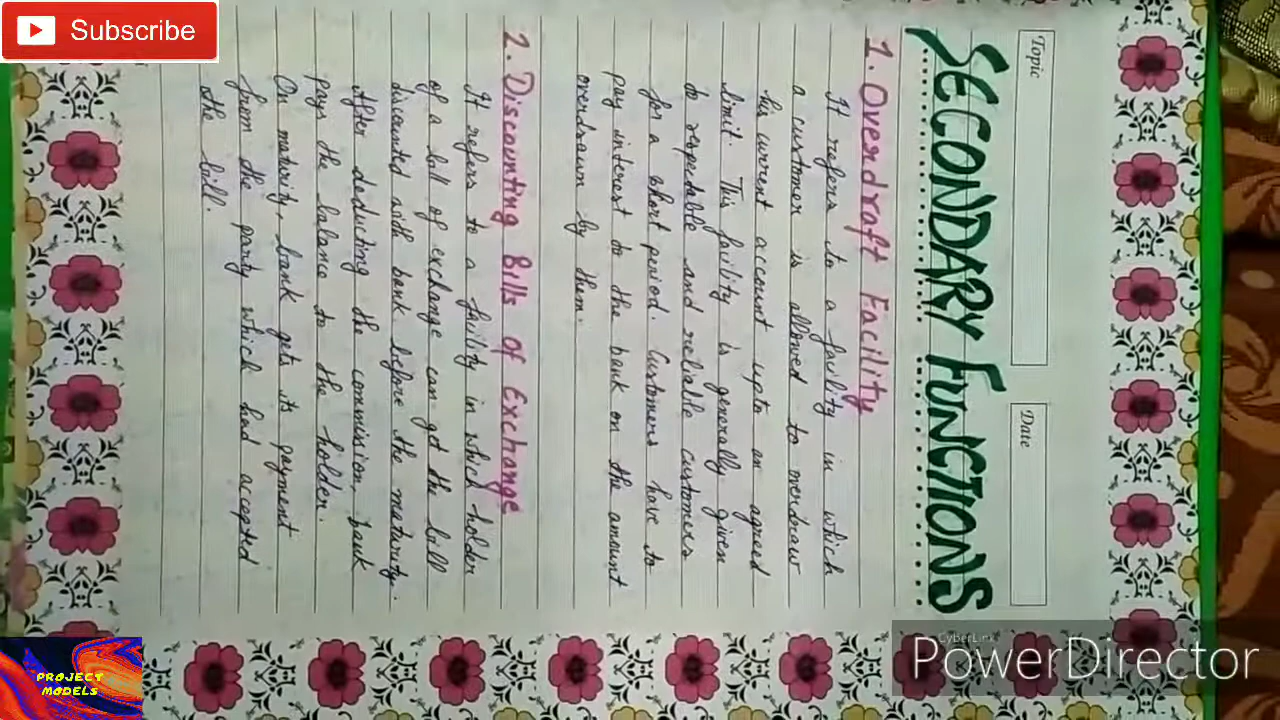 Subscribe
Topic
Date
SECONDARY FUNCTIONS
1. Overdraft Facility
It refers to a facility in which
a customer is allowed to overdraw
his current account upto an agreed
limit. This facility is generally given
to repectable and reliable customers
for a short period. Customers have to
pay interest to the bank on the amount
overdrawn by them.
2. Discounting Bills Of Exchange
It refers to a facility in which holder
of a bill of exchange can get the bill
discounted with bank before the maturity.
After deducting the commission, bank
pays the balance to the holder.
On maturity, bank gets its payment
from the party which had accepted
the bill.
CyberLink
PowerDirector
PROJECT
MODELS